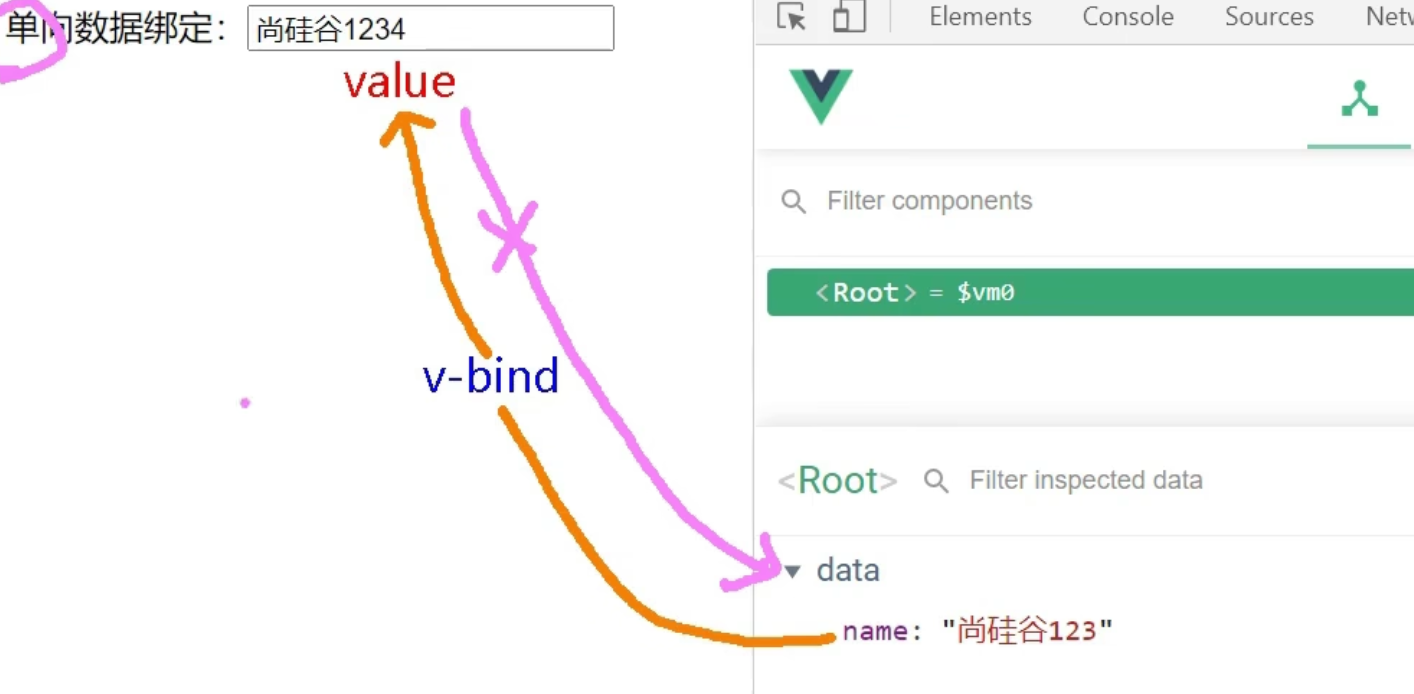 单向数据绑定：尚硅谷1234
value
v-bind
Elements Console Sources Netw
Filter components
<Root> = $vm0
<Root> Filter inspected data
data
name: "尚硅谷123"